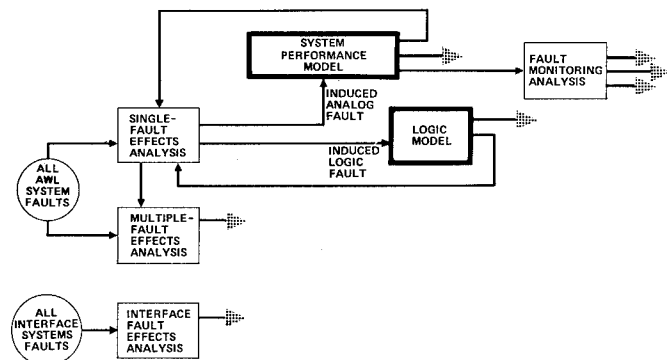 SYSTEM
PERFORMANCE
MODEL
FAULT
MONITORING
ANALYSIS
INDUCED
ANALOG
FAULT
SINGLE-
FAULT
EFFECTS
ANALYSIS
LOGIC
MODEL
INDUCED
LOGIC
FAULT
ALL
AWL
SYSTEM
FAULTS
MULTIPLE-
FAULT
EFFECTS
ANALYSIS
ALL
INTERFACE
SYSTEMS
FAULTS
INTERFACE
FAULT
EFFECTS
ANALYSIS